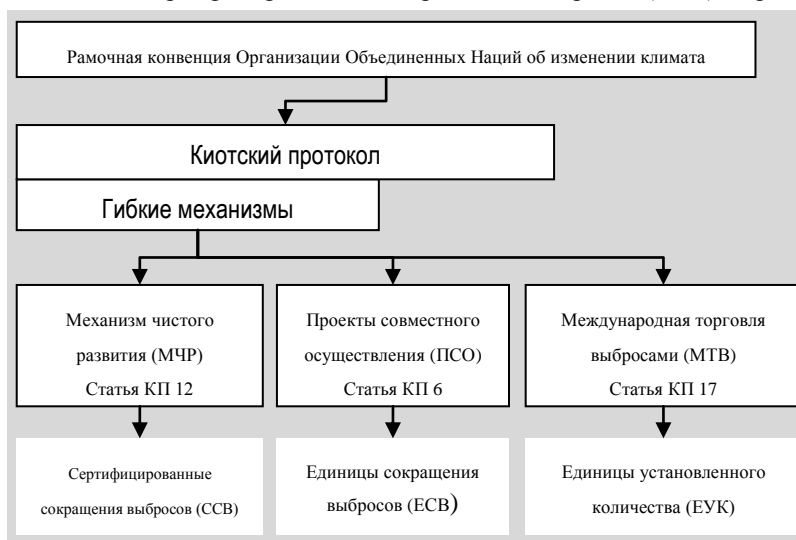 Рамочная конвенция Организации Объединенных Наций об изменении климата
Киотский протокол
Гибкие механизмы
Механизм чистого
развития (МЧР)
Статья КП 12
Проекты совместного
осуществления (ПСО)
Статья КП 6
Международная торговля
выбросами (МТВ)
Статья КП 17
Сертифицированные
сокращения выбросов (ССВ)
Единицы сокращения
выбросов (ЕСВ)
Единицы установленного
количества (ЕУК)